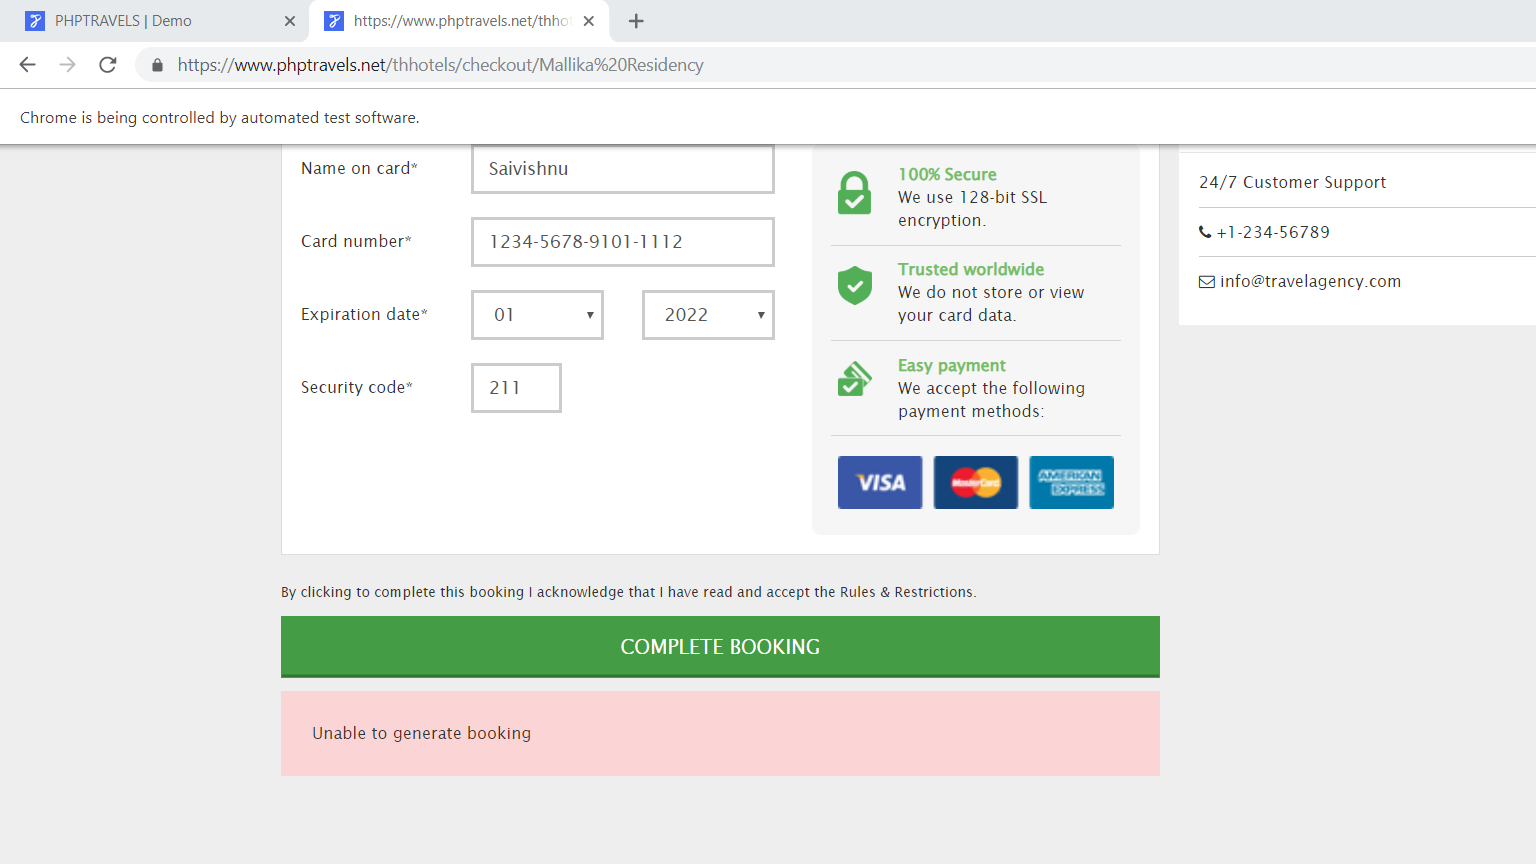 PHPTRAVELS | Demo
https://www.phptravels.net/thho
https://www.phptravels.net/thhotels/checkout/Mallika%20Residency
Chrome is being controlled by automated test software.
Name on card*
Saivishnu
Card number*
1234-5678-9101-1112
Expiration date*
01
2022
Security code*
211
100% Secure
We use 128-bit SSL
encryption.
Trusted worldwide
We do not store or view
your card data.
Easy payment
We accept the following
payment methods:
VISA
MasterCard
AMERICAN
EXPRESS
24/7 Customer Support
+1-234-56789
info@travelagency.com
By clicking to complete this booking I acknowledge that I have read and accept the Rules & Restrictions.
COMPLETE BOOKING
Unable to generate booking